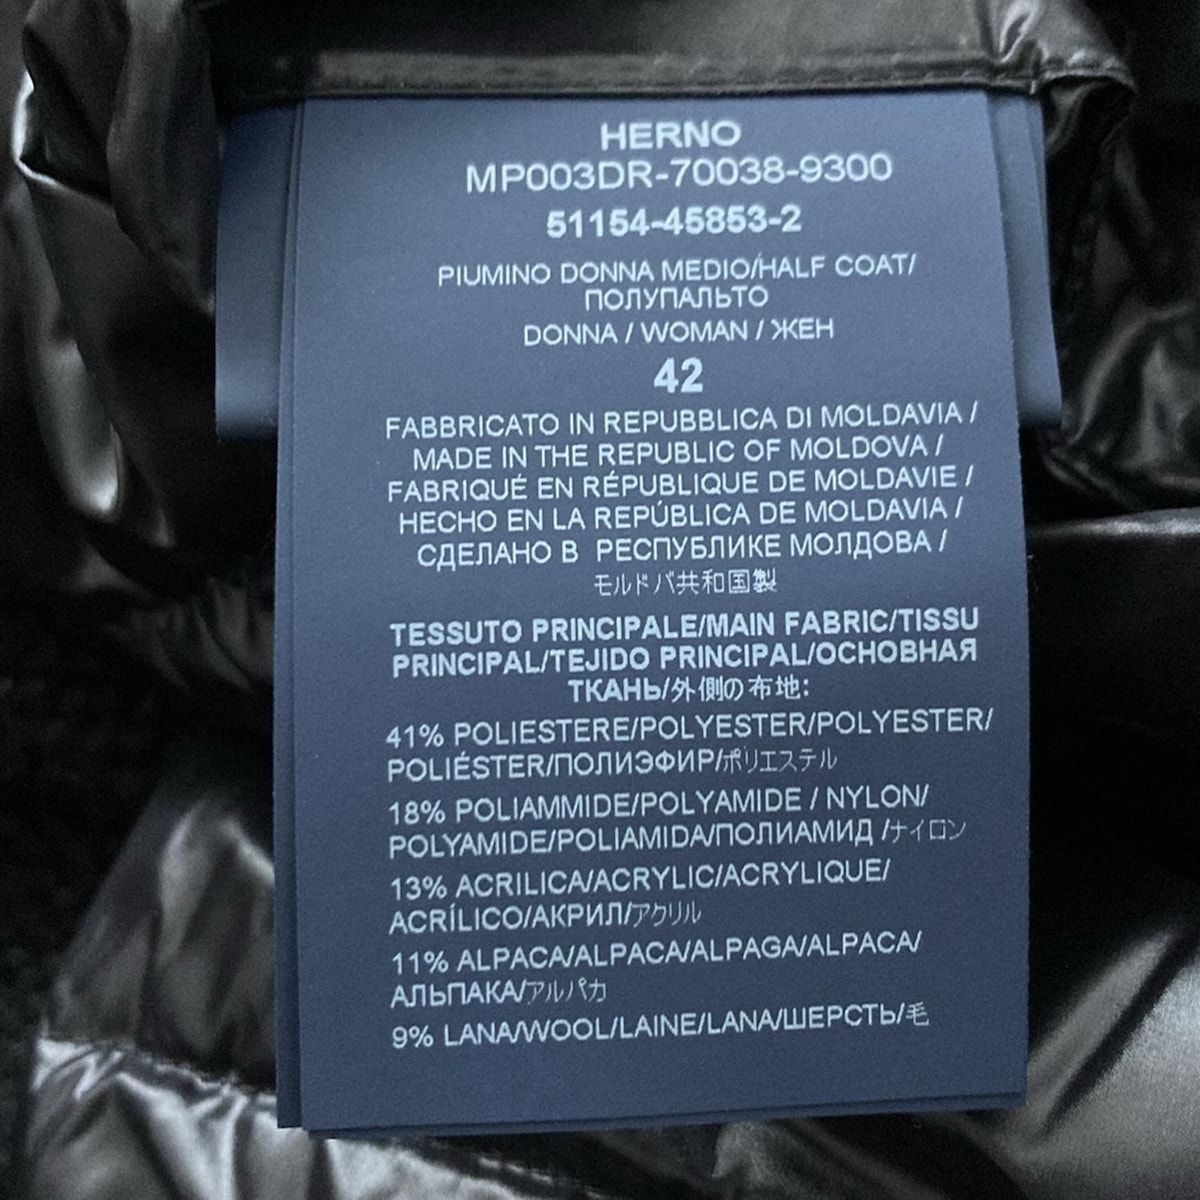 HERNO
MP003DR-70038-9300
51154-45853-2
PIUMINO DONNA MEDIO/HALF COAT/
ПОЛУПАЛЬТО
DONNA / WOMAN / ЖЕН
42
FABBRICATO IN REPUBBLICA DI MOLDAVIA /
MADE IN THE REPUBLIC OF MOLDOVA /
FABRIQUÉ EN RÉPUBLIQUE DE MOLDAVIE /
HECHO EN LA REPÚBLICA DE MOLDAVIA /
СДЕЛАНО В РЕСПУБЛИКЕ МОЛДОВА /
モルドバ共和国製
TESSUTO PRINCIPALE/MAIN FABRIC/TISSU
PRINCIPAL/TEJIDO PRINCIPAL/ОСНОВНАЯ
ТКАНЬ/外側の布地:
41% POLIESTERE/POLYESTER/POLYESTER/
POLIÉSTER/ПОЛИЭФИР/ポリエステル
18% POLIAMMIDE/POLYAMIDE / NYLON/
POLYAMIDE/POLIAMIDA/ПОЛИАМИД /ナイロン
13% ACRILICA/ACRYLIC/ACRYLIQUE/
ACRÍLICO/АКРИЛ/アクリル
11% ALPACA/ALPACA/ALPAGA/ALPACA/
АЛЬПАКА/アルパカ
9% LANA/WOOL/LAINE/LANA/ШЕРСТЬ/毛